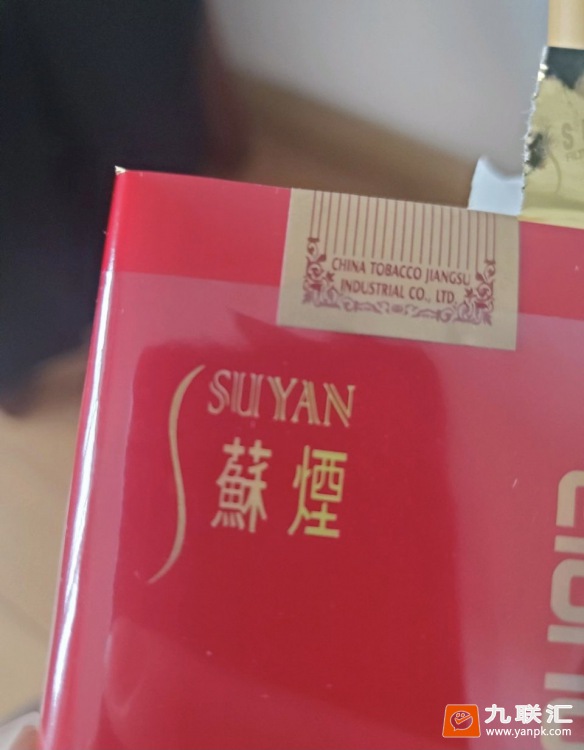 CHINA TOBACCO JIANGSU
INDUSTRIAL CO., LTD.
SUYAN
蘇煙
九联汇
www.yanpk.com